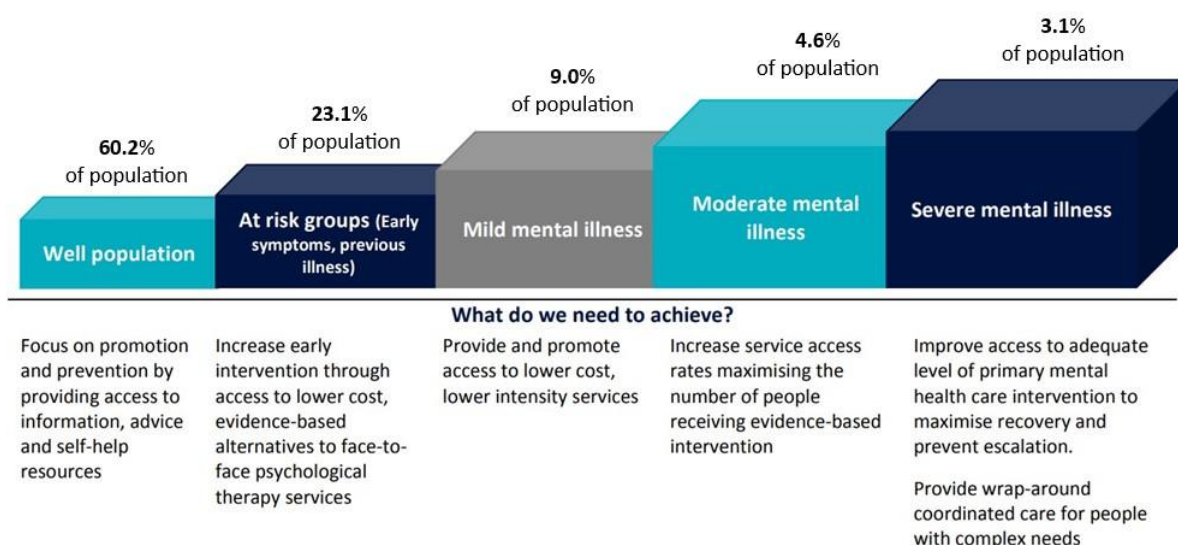 60.2%
of population
23.1%
of population
9.0%
of population
4.6%
of population
3.1%
of population
Well population
At risk groups (Early
symptoms, previous
illness)
Mild mental illness
Moderate mental
illness
Severe mental illness
What do we need to achieve?
Focus on promotion
and prevention by
providing access to
information, advice
and self-help
resources
Increase early
intervention through
access to lower cost,
evidence-based
alternatives to face-to-
face psychological
therapy services
Provide and promote
access to lower cost,
lower intensity services
Increase service access
rates maximising the
number of people
receiving evidence-based
intervention
Improve access to adequate
level of primary mental
health care intervention to
maximise recovery and
prevent escalation.
Provide wrap-around
coordinated care for people
with complex needs